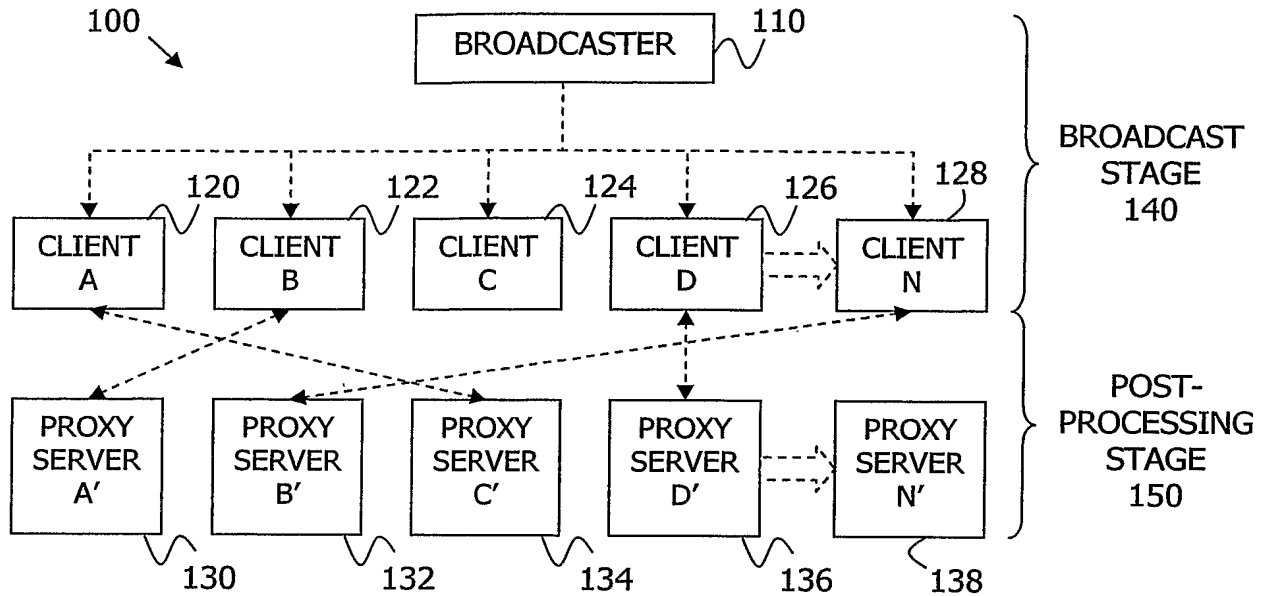 100
BROADCASTER
110
BROADCAST
STAGE
140
120
122
124
126
128
CLIENT
A
CLIENT
B
CLIENT
C
CLIENT
D
CLIENT
N
PROXY
SERVER
A'
PROXY
SERVER
B'
PROXY
SERVER
C'
PROXY
SERVER
D'
PROXY
SERVER
N'
POST-
PROCESSING
STAGE
150
130
132
134
136
138